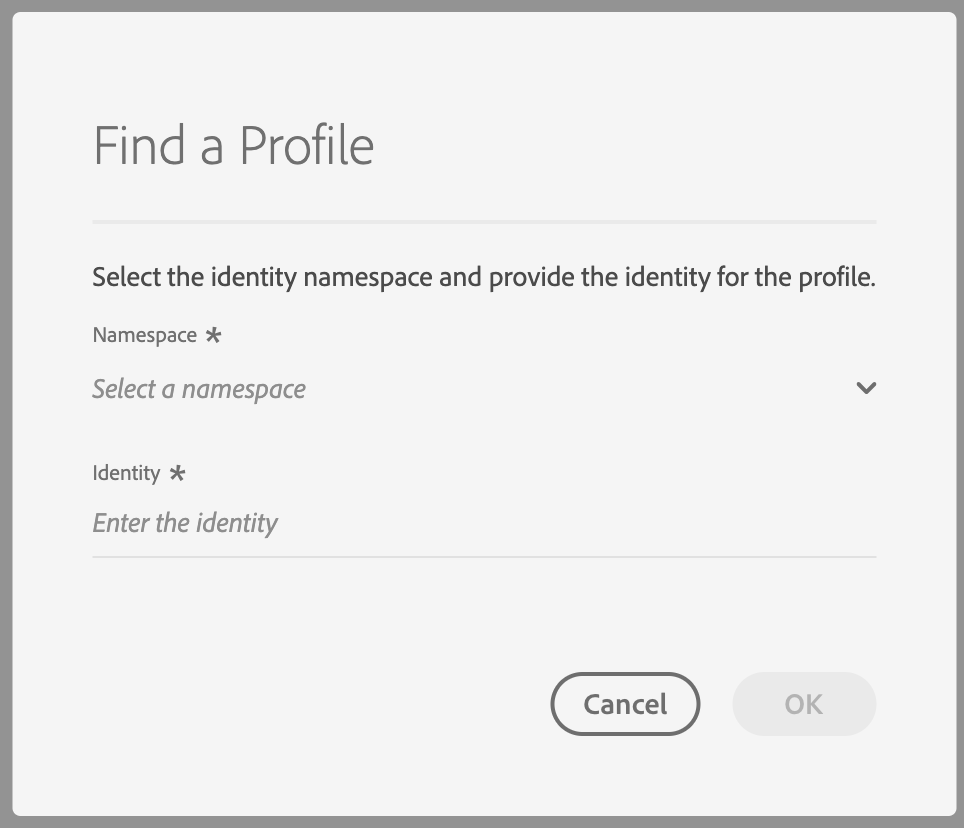 Find a Profile
Select the identity namespace and provide the identity for the profile.
Namespace *
Select a namespace
Identity *
Enter the identity
Cancel
OK